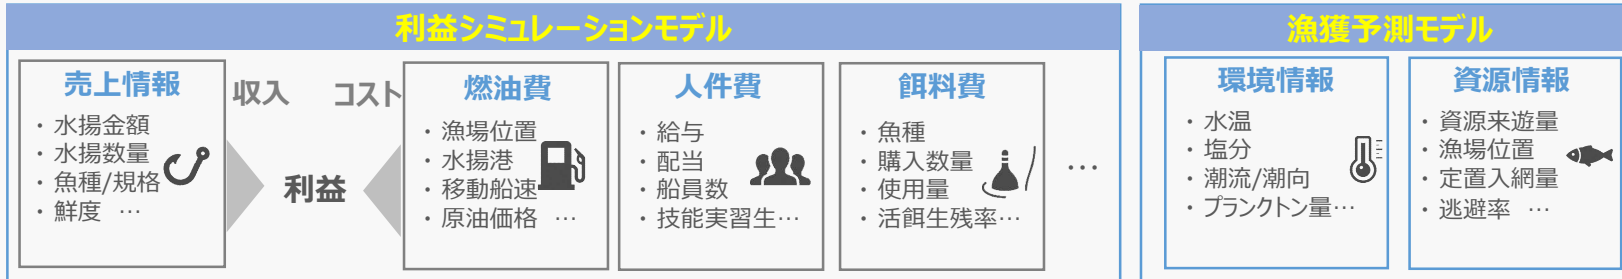 利益シミュレーションモデル
売上情報
・水揚金額
・水揚数量
・魚種/規格
・鮮度 …
収入
コスト
利益
燃油費
・漁場位置
・水揚港
・移動船速
・原油価格 …
人件費
・給与
・配当
・船員数
・技能実習生…
餌料費
・魚種
・購入数量
・使用量
・活餌生残率…
…
漁獲予測モデル
環境情報
・水温
・塩分
・潮流/潮向
・プランクトン量…
資源情報
・資源来遊量
・漁場位置
・定置入網量
・逃避率 …